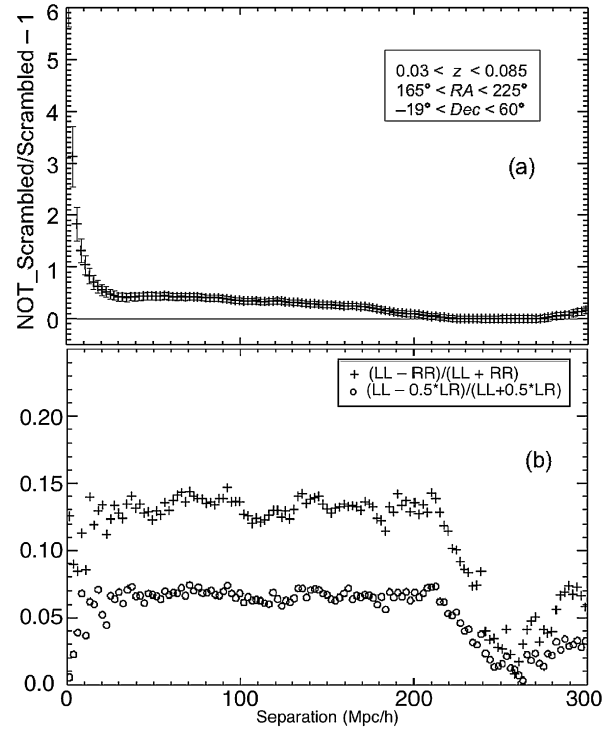 NOT_Scrambled/Scrambled – 1
6
5
4
3
2
1
0
0.03 < z < 0.085
165° < RA < 225°
–19° < Dec < 60°
(a)
+ (LL – RR)/(LL + RR)
o (LL – 0.5*LR)/(LL+0.5*LR)
(b)
0.20
0.15
0.10
0.05
0.0
0 100 200 300
Separation (Mpc/h)